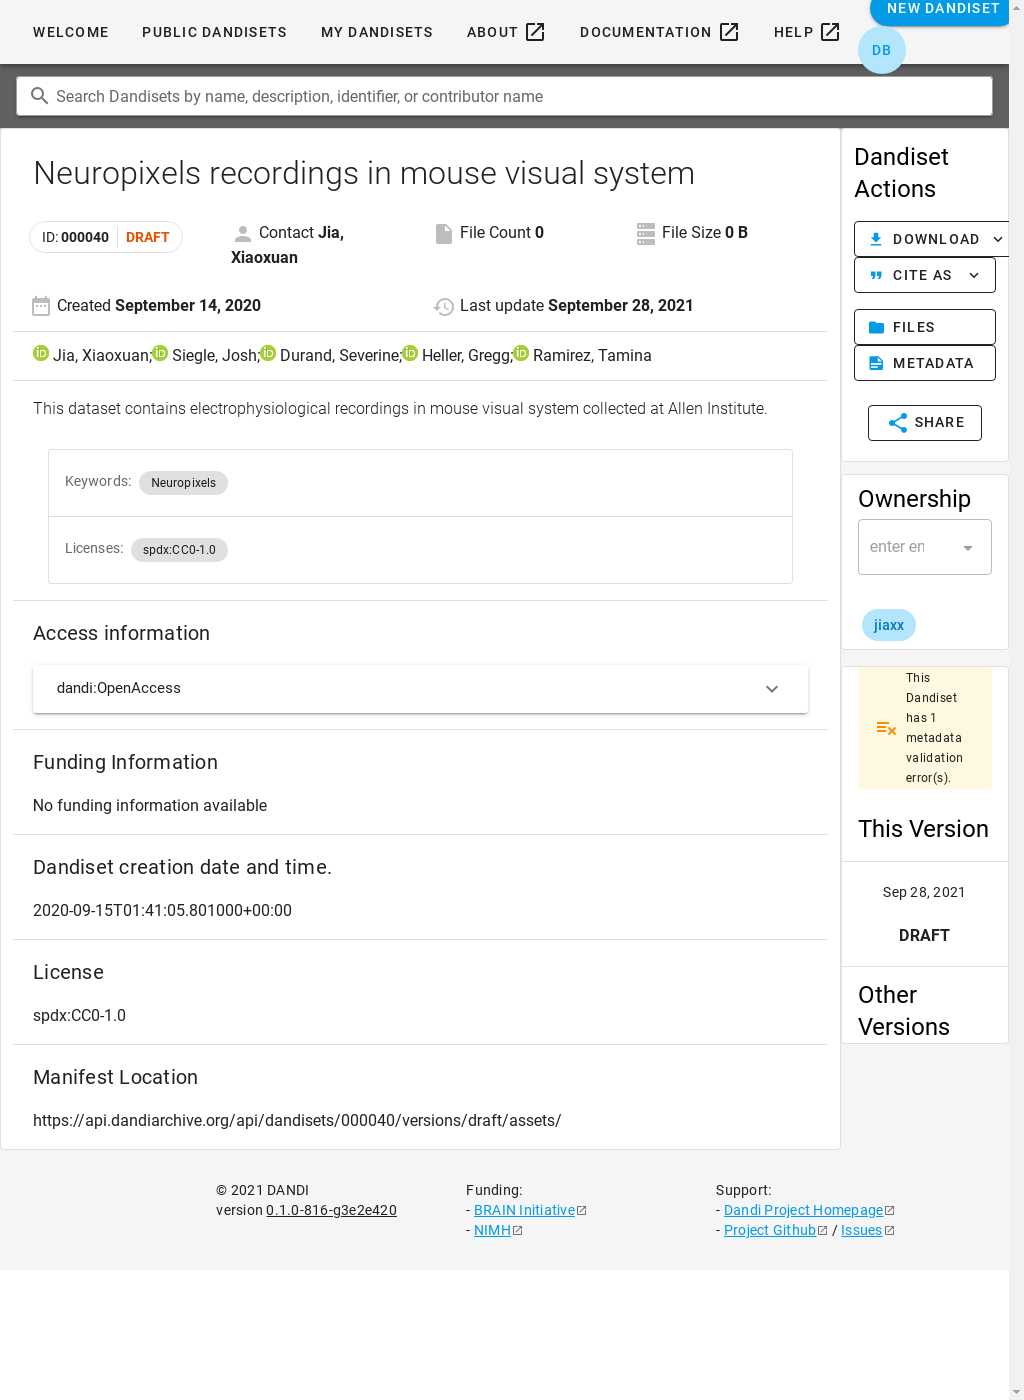 WELCOME PUBLIC DANDISETS MY DANDISETS ABOUT DOCUMENTATION HELP NEW DANDISET
DB
Search Dandisets by name, description, identifier, or contributor name
Neuropixels recordings in mouse visual system
ID: 000040 DRAFT
Contact Jia, Xiaoxuan
File Count 0
File Size 0 B
Created September 14, 2020
Last update September 28, 2021
iD Jia, Xiaoxuan; iD Siegle, Josh; iD Durand, Severine; iD Heller, Gregg; iD Ramirez, Tamina
This dataset contains electrophysiological recordings in mouse visual system collected at Allen Institute.
Keywords: Neuropixels
Licenses: spdx:CC0-1.0
Access information
dandi:OpenAccess
Funding Information
No funding information available
Dandiset creation date and time.
2020-09-15T01:41:05.801000+00:00
License
spdx:CC0-1.0
Manifest Location
https://api.dandiarchive.org/api/dandisets/000040/versions/draft/assets/
Dandiset
Actions
DOWNLOAD
CITE AS
FILES
METADATA
SHARE
Ownership
enter en
jiaxx
This
Dandiset
has 1
metadata
validation
error(s).
This Version
Sep 28, 2021
DRAFT
Other
Versions
© 2021 DANDI
version 0.1.0-816-g3e2e420
Funding:
- BRAIN Initiative
- NIMH
Support:
- Dandi Project Homepage
- Project Github / Issues